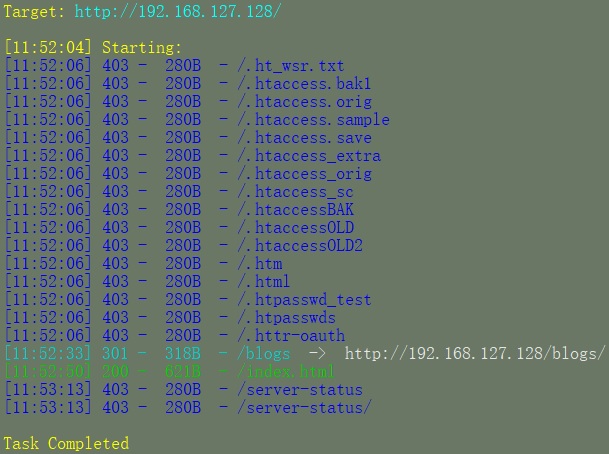 Target: http://192.168.127.128/
[11:52:04] Starting:
[11:52:06] 403 - 280B - /.ht_wsr.txt
[11:52:06] 403 - 280B - /.htaccess.bak1
[11:52:06] 403 - 280B - /.htaccess.orig
[11:52:06] 403 - 280B - /.htaccess.sample
[11:52:06] 403 - 280B - /.htaccess.save
[11:52:06] 403 - 280B - /.htaccess_extra
[11:52:06] 403 - 280B - /.htaccess_orig
[11:52:06] 403 - 280B - /.htaccess_sc
[11:52:06] 403 - 280B - /.htaccessBAK
[11:52:06] 403 - 280B - /.htaccessOLD
[11:52:06] 403 - 280B - /.htaccessOLD2
[11:52:06] 403 - 280B - /.htm
[11:52:06] 403 - 280B - /.html
[11:52:06] 403 - 280B - /.htpasswd_test
[11:52:06] 403 - 280B - /.htpasswds
[11:52:06] 403 - 280B - /.httr-oauth
[11:52:33] 301 - 318B - /blogs -> http://192.168.127.128/blogs/
[11:52:50] 200 - 621B - /index.html
[11:53:13] 403 - 280B - /server-status
[11:53:13] 403 - 280B - /server-status/
Task Completed